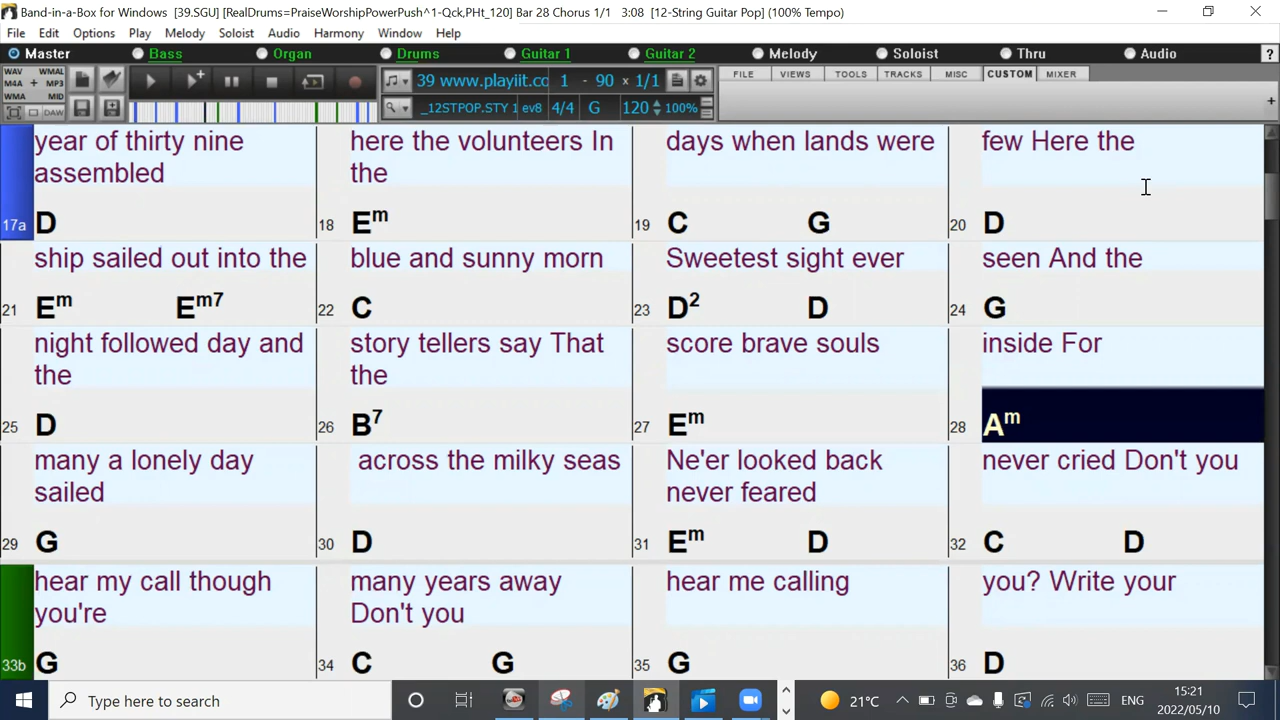 Band-in-a-Box for Windows [39.SGU] [RealDrums=PraiseWorshipPowerPush^1-Qck,PHt_120] Bar 28 Chorus 1/1 3:08 [12-String Guitar Pop] (100% Tempo)
File Edit Options Play Melody Soloist Audio Harmony Window Help
Master Bass Organ Drums Guitar 1 Guitar 2 Melody Soloist Thru Audio ?
WAV WMAL
M4A + MP3
WMA MID
DAW
39 www.playiit.co 1 - 90 x 1/1
_12STPOP.STY 1 ev8 4/4 G 120 100%
FILE VIEWS TOOLS TRACKS MISC CUSTOM MIXER
+
year of thirty nine here the volunteers In days when lands were few Here the
assembled the
17a D 18 Em 19 C G 20 D
ship sailed out into the blue and sunny morn Sweetest sight ever seen And the
21 Em Em7 22 C 23 D2 D 24 G
night followed day and story tellers say That score brave souls inside For
the the
25 D 26 B7 27 Em 28 Am
many a lonely day across the milky seas Ne'er looked back never cried Don't you
sailed never feared
29 G 30 D 31 Em D 32 C D
hear my call though many years away hear me calling you? Write your
you're Don't you
33b G 34 C G 35 G 36 D
Type here to search 21°C ENG 15:21
2022/05/10